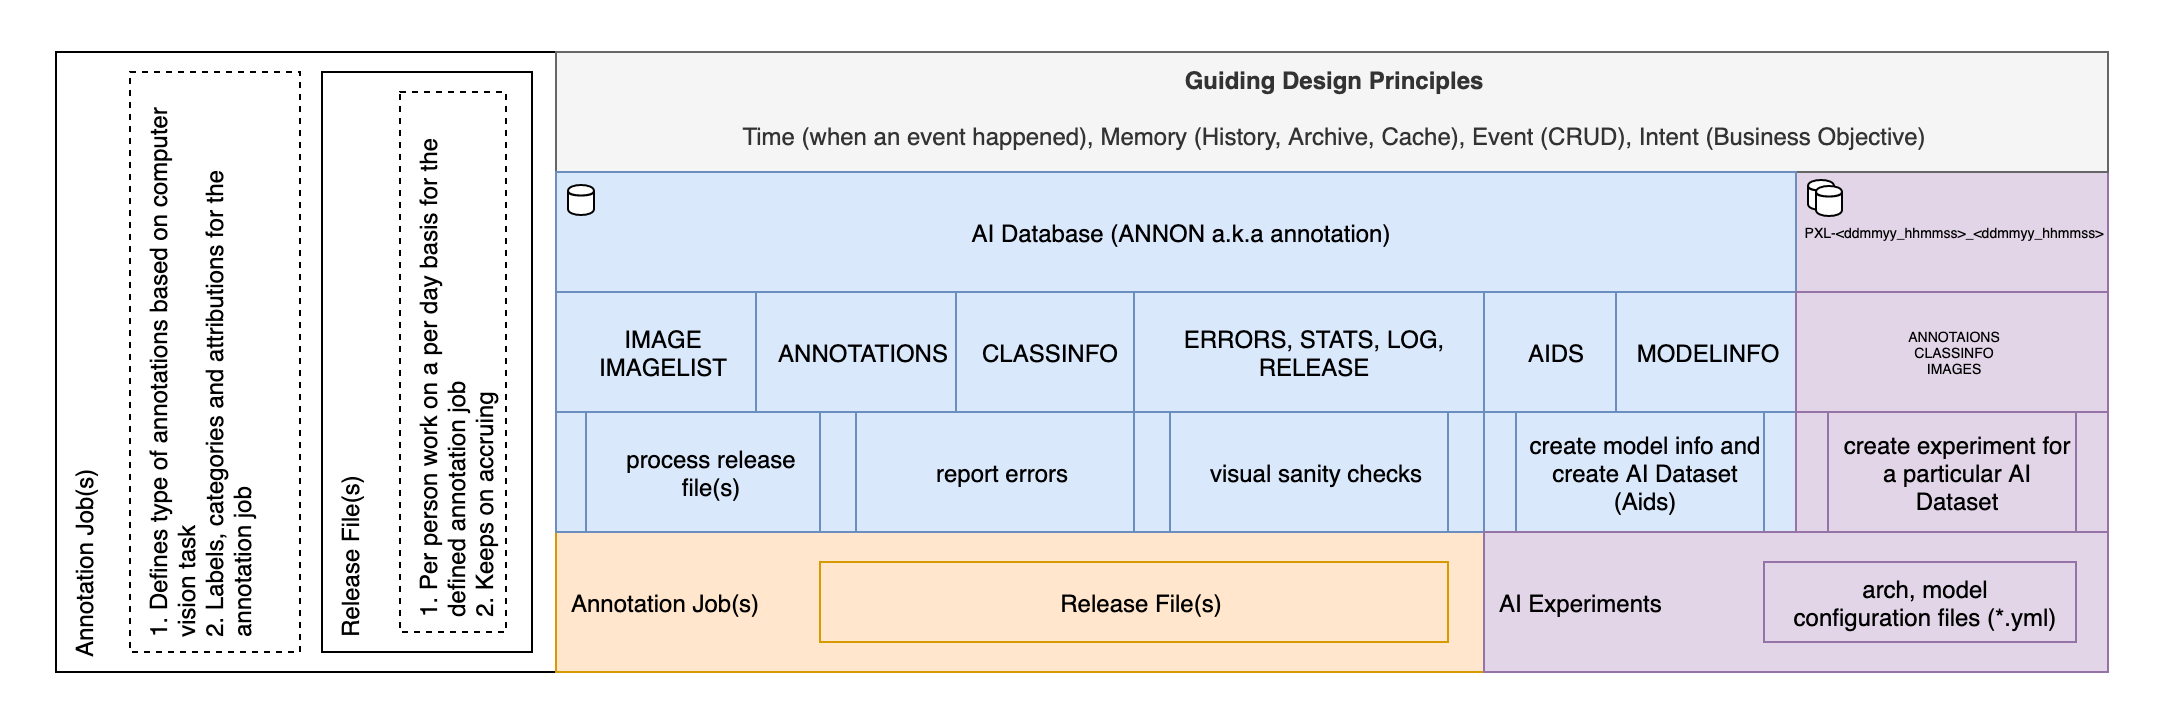 Annotation Job(s)
1. Defines type of annotations based on computer
vision task
2. Labels, categories and attributions for the
annotation job
Release File(s)
1. Per person work on a per day basis for the
defined annotation job
2. Keeps on accruing
Guiding Design Principles
Time (when an event happened), Memory (History, Archive, Cache), Event (CRUD), Intent (Business Objective)
AI Database (ANNON a.k.a annotation)
PXL-<ddmmyy_hhmmss>_<ddmmyy_hhmmss>
IMAGE
IMAGELIST
ANNOTATIONS
CLASSINFO
ERRORS, STATS, LOG,
RELEASE
AIDS
MODELINFO
ANNOTAIONS
CLASSINFO
IMAGES
process release
file(s)
report errors
visual sanity checks
create model info and
create AI Dataset
(Aids)
create experiment for
a particular AI
Dataset
Annotation Job(s)
Release File(s)
AI Experiments
arch, model
configuration files (*.yml)